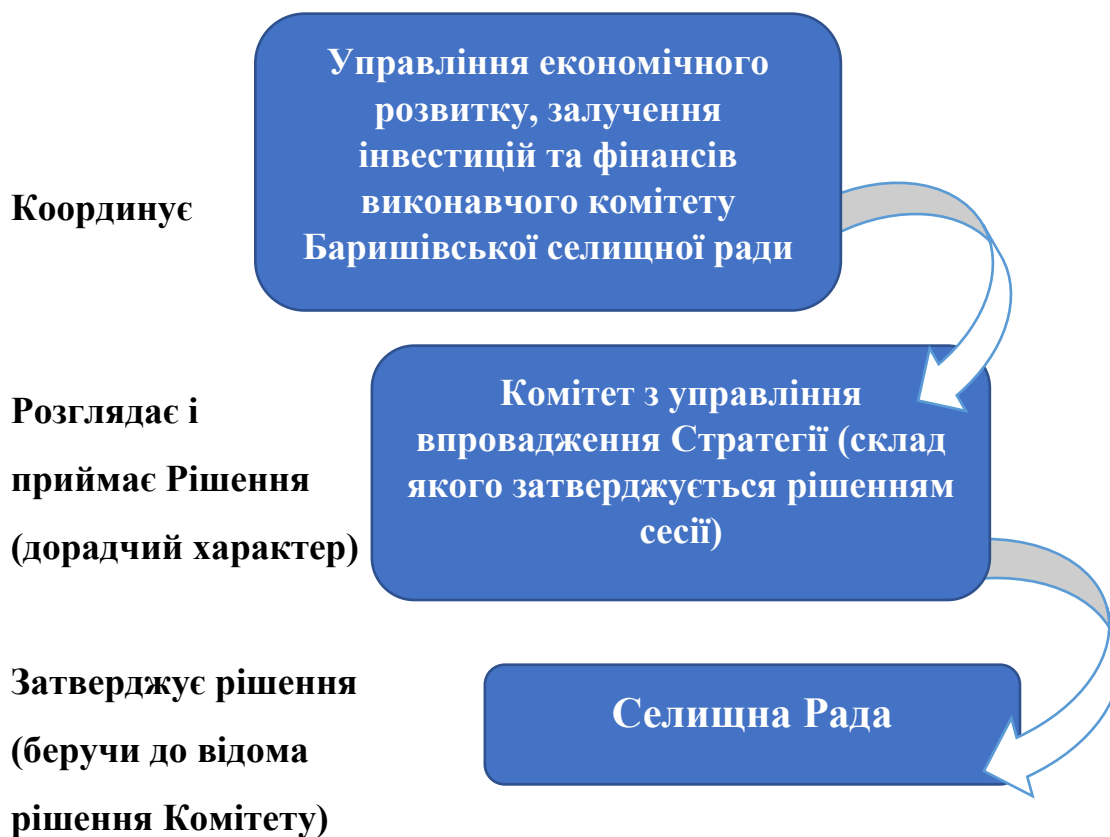 Управління економічного
розвитку, залучення
інвестицій та фінансів
виконавчого комітету
Баришівської селищної ради
Координує
Комітет з управління
впровадження Стратегії (склад
якого затверджується рішенням
сесії)
Розглядає і
приймає Рішення
(дорадчий характер)
Селищна Рада
Затверджує рішення
(беручи до відома
рішення Комітету)